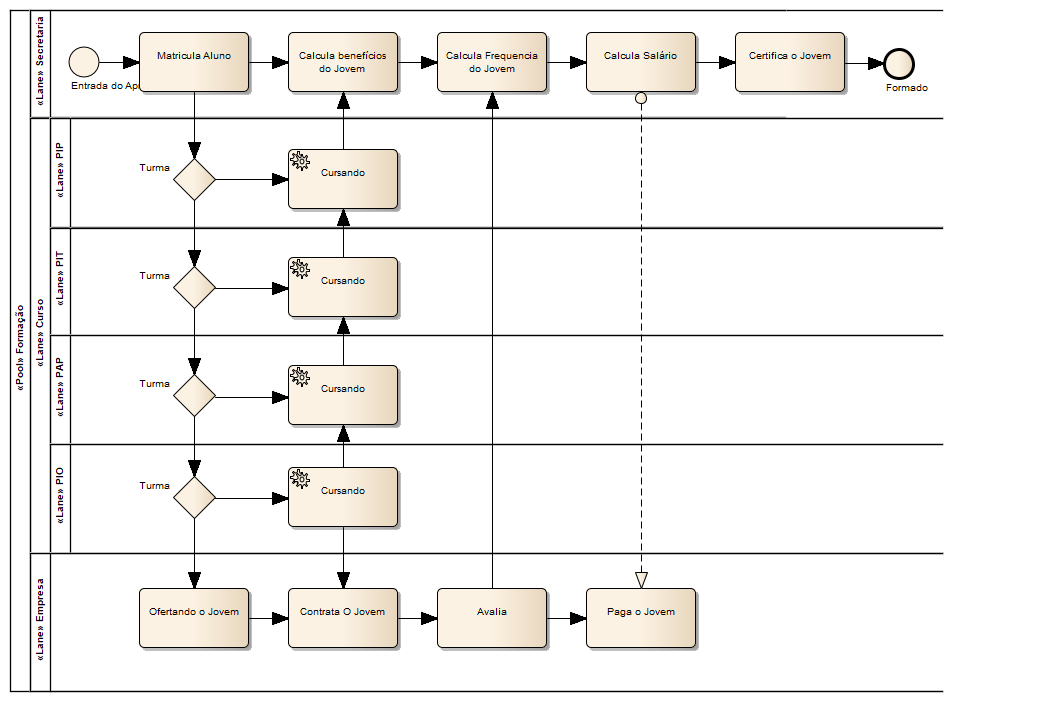 «Pool» Formação
«Lane» Secretaria
Entrada do
Matricula Aluno
Calcula benefícios
do Jovem
Calcula Frequencia
do Jovem
Calcula Salário
Certifica o Jovem
Formado
«Lane» Curso
«Lane» PIP
Turma
Cursando
«Lane» PIT
Turma
Cursando
«Lane» PAP
Turma
Cursando
«Lane» PIO
Turma
Cursando
«Lane» Empresa
Ofertando o Jovem
Contrata O Jovem
Avalia
Paga o Jovem